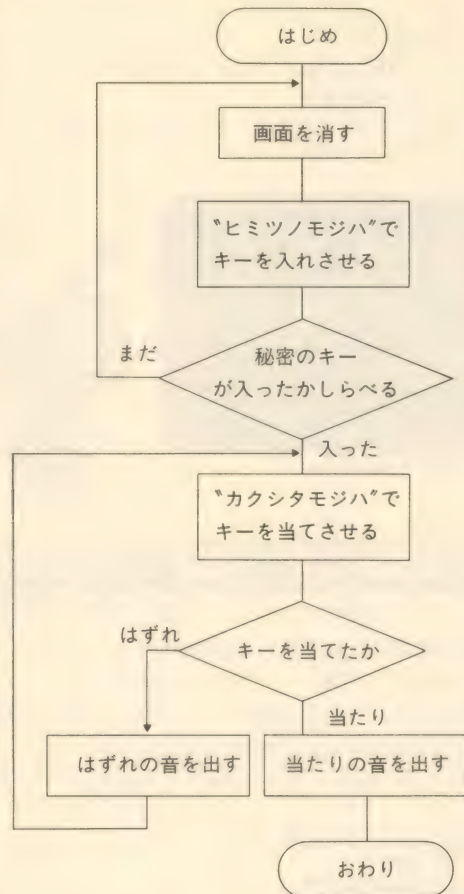 はじめ
画面を消す
〝ヒミツノモジハ〟で
キーを入れさせる
まだ
秘密のキー
が入ったかしらべる
入った
〝カクシタモジハ〟で
キーを当てさせる
はずれ
キーを当てたか
当たり
はずれの音を出す
当たりの音を出す
おわり